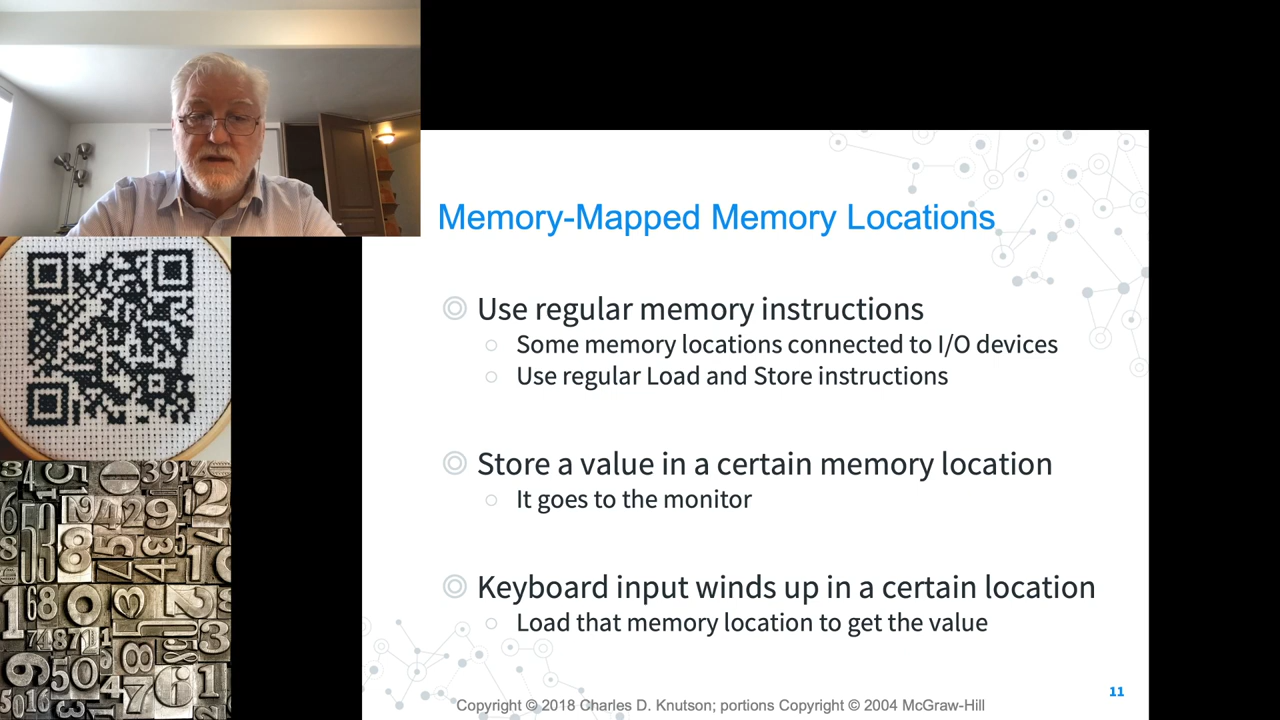 Memory-Mapped Memory Locations
Use regular memory instructions
Some memory locations connected to I/O devices
Use regular Load and Store instructions
Store a value in a certain memory location
It goes to the monitor
Keyboard input winds up in a certain location
Load that memory location to get the value
11
Copyright © 2018 Charles D. Knutson; portions Copyright © 2004 McGraw-Hill